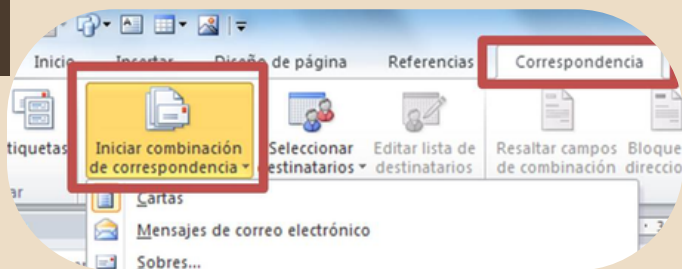 Inicio Insertar Diseño de página Referencias Correspondencia
Iniciar combinación Seleccionar Editar lista de Resaltar campos
de correspondencia destinatarios destinatarios de combinación
Cartas
Mensajes de correo electrónico
Sobres...